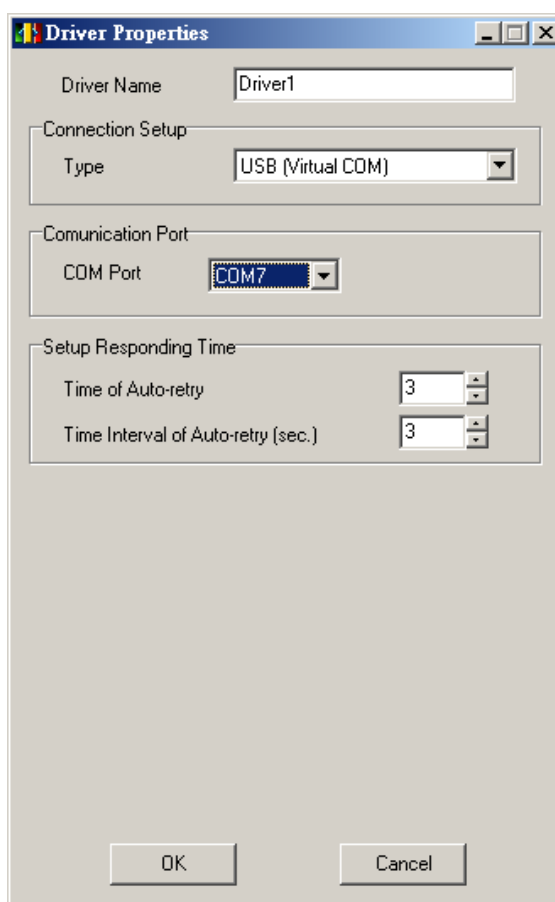 Driver Properties
Driver Name Driver1
Connection Setup
Type USB (Virtual COM)
Comunication Port
COM Port COM7
Setup Responding Time
Time of Auto-retry 3
Time Interval of Auto-retry (sec.) 3
OK Cancel